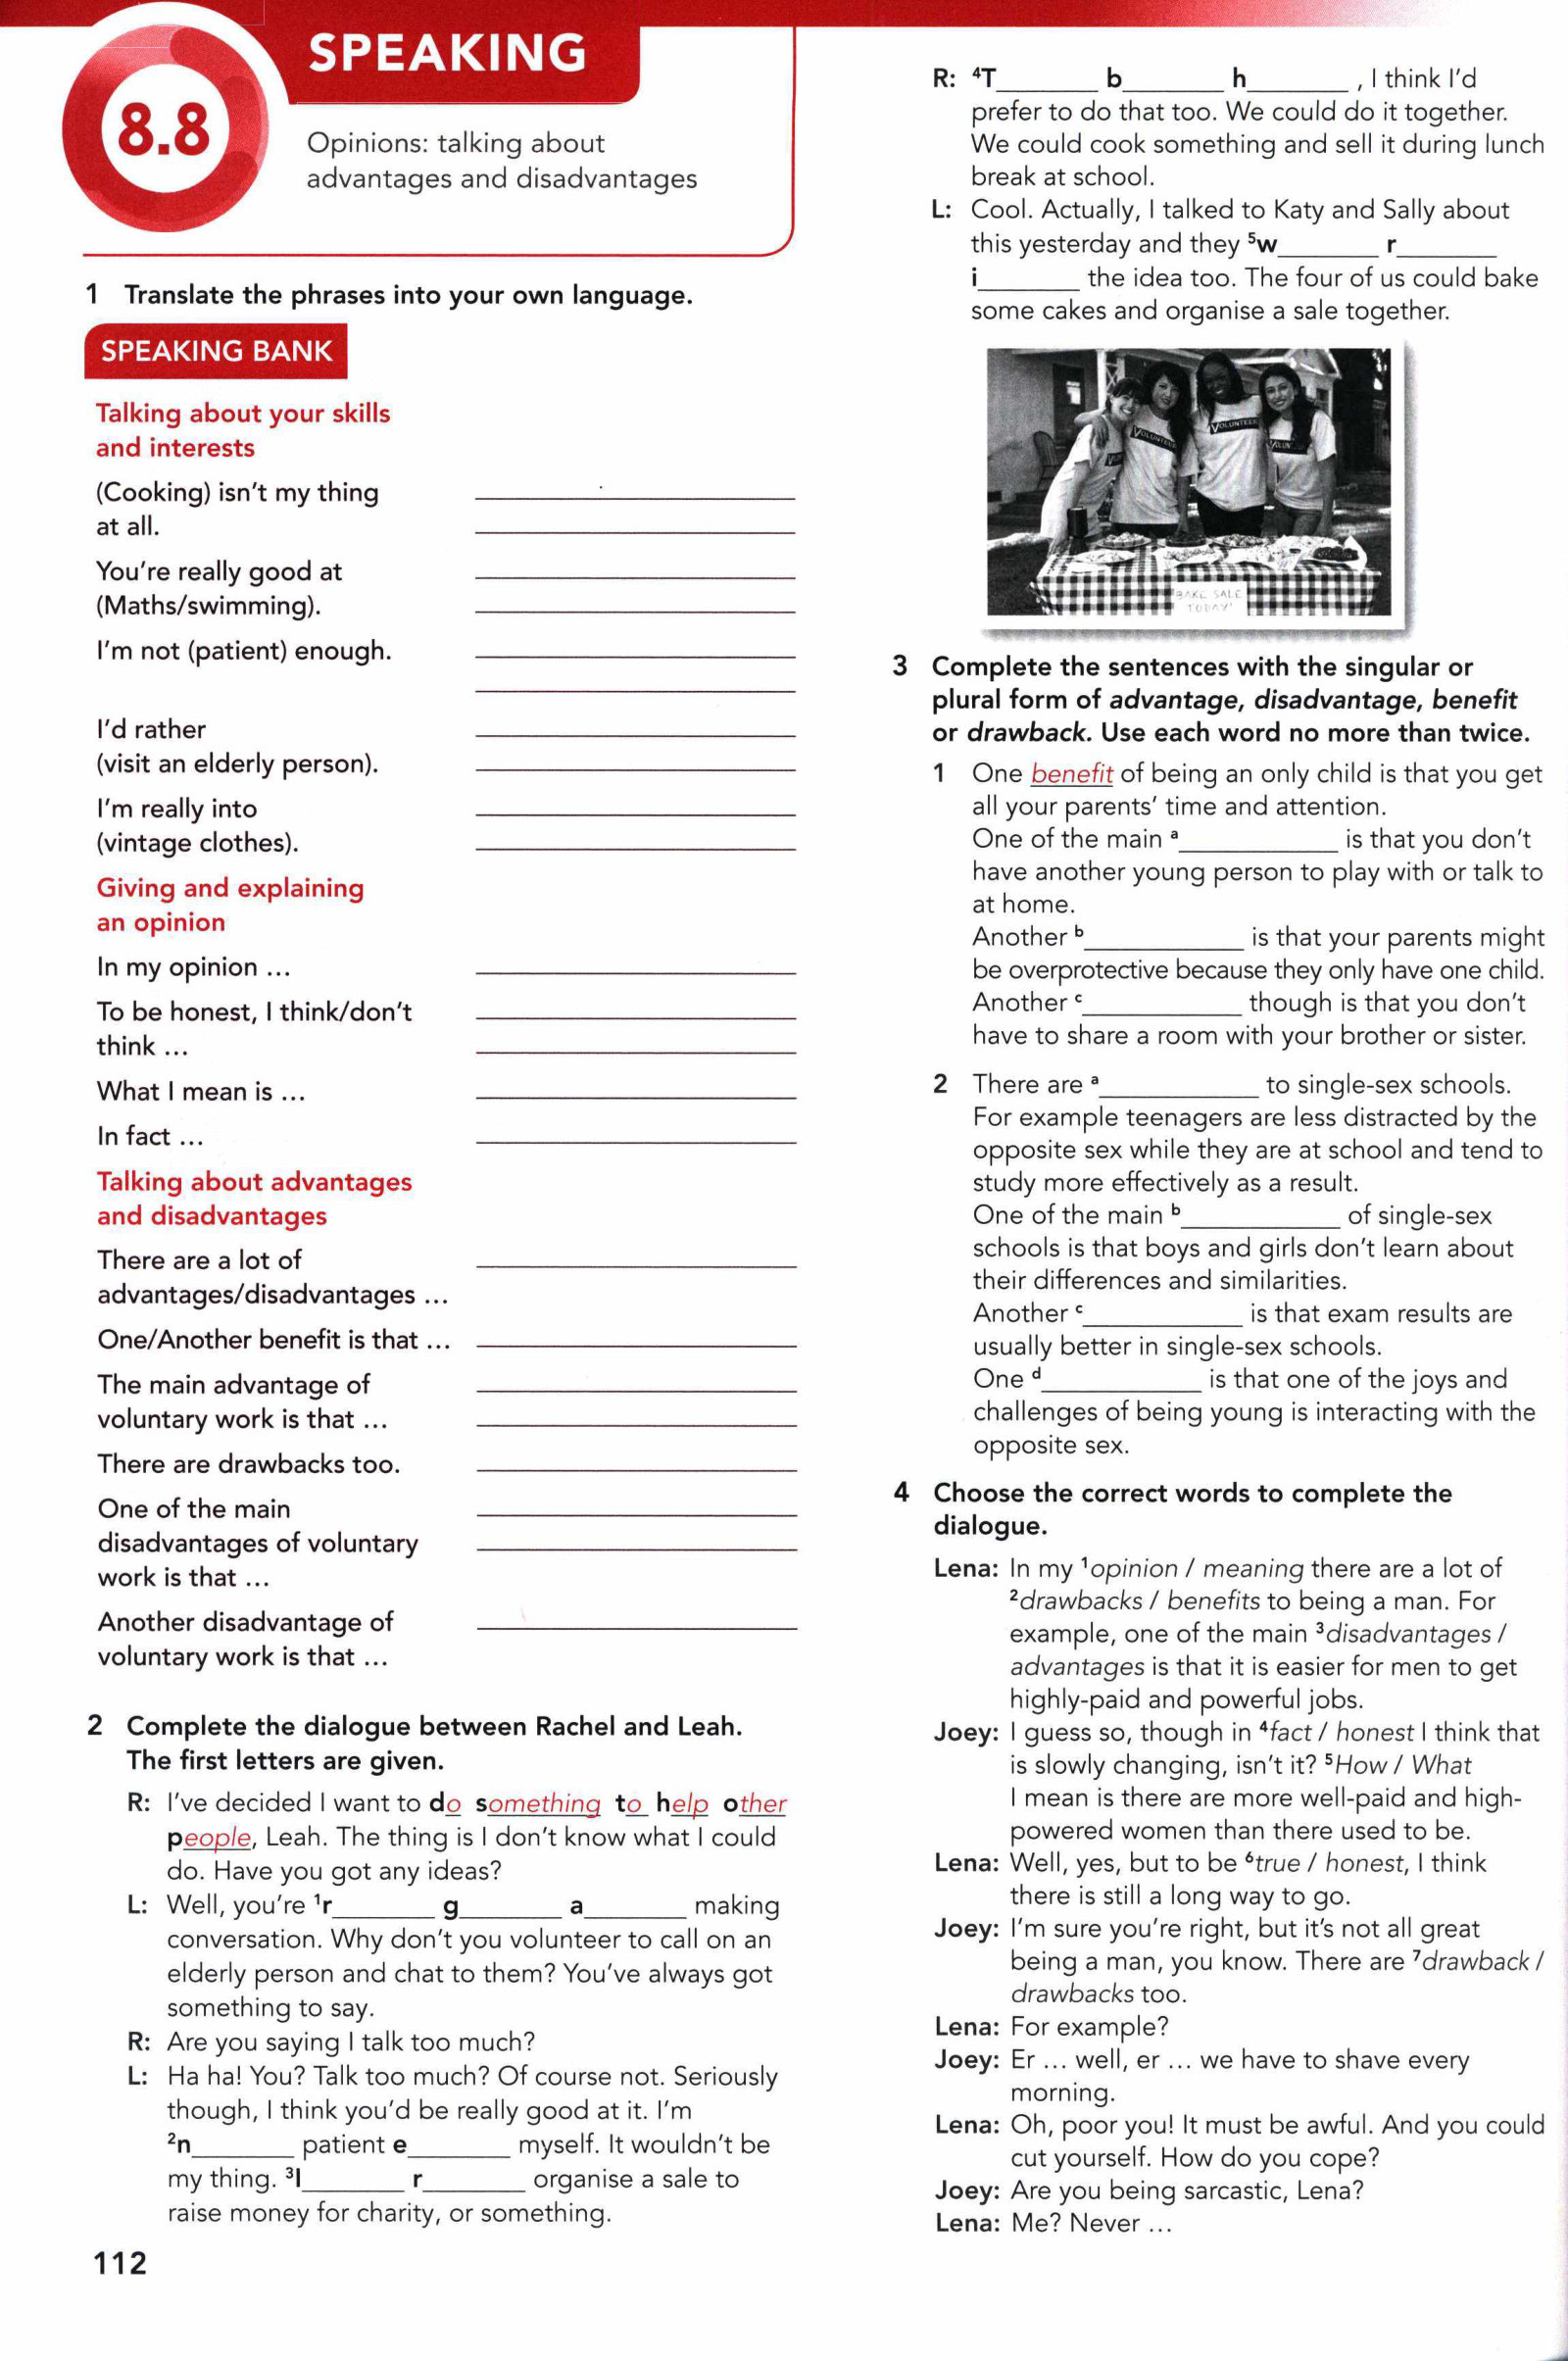 SPEAKING
8.8
Opinions: talking about
advantages and disadvantages
1 Translate the phrases into your own language.
SPEAKING BANK
Talking about your skills
and interests
(Cooking) isn't my thing
at all.
You're really good at
(Maths/swimming).
I'm not (patient) enough.
I'd rather
(visit an elderly person).
I'm really into
(vintage clothes).
Giving and explaining
an opinion
In my opinion ...
To be honest, I think/don't
think ...
What I mean is ...
In fact ...
Talking about advantages
and disadvantages
There are a lot of
advantages/disadvantages ...
One/Another benefit is that ...
The main advantage of
voluntary work is that ...
There are drawbacks too.
One of the main
disadvantages of voluntary
work is that ...
Another disadvantage of
voluntary work is that ...
2 Complete the dialogue between Rachel and Leah.
The first letters are given.
R: I've decided I want to do something to help other
people, Leah. The thing is I don't know what I could
do. Have you got any ideas?
L: Well, you're ¹r________ g________ a________ making
conversation. Why don't you volunteer to call on an
elderly person and chat to them? You've always got
something to say.
R: Are you saying I talk too much?
L: Ha ha! You? Talk too much? Of course not. Seriously
though, I think you'd be really good at it. I'm
²n________ patient e________ myself. It wouldn't be
my thing. ³I________ r________ organise a sale to
raise money for charity, or something.
112
R: ⁴T________ b________ h________ , I think I'd
prefer to do that too. We could do it together.
We could cook something and sell it during lunch
break at school.
L: Cool. Actually, I talked to Katy and Sally about
this yesterday and they ⁵w________ r________
i________ the idea too. The four of us could bake
some cakes and organise a sale together.
VOLUNTEER
VOLUNTEER
BAKE SALE
TODAY!
3 Complete the sentences with the singular or
plural form of advantage, disadvantage, benefit
or drawback. Use each word no more than twice.
1 One benefit of being an only child is that you get
all your parents' time and attention.
One of the main ᵃ____________ is that you don't
have another young person to play with or talk to
at home.
Another ᵇ____________ is that your parents might
be overprotective because they only have one child.
Another ᶜ____________ though is that you don't
have to share a room with your brother or sister.
2 There are ᵃ____________ to single-sex schools.
For example teenagers are less distracted by the
opposite sex while they are at school and tend to
study more effectively as a result.
One of the main ᵇ____________ of single-sex
schools is that boys and girls don't learn about
their differences and similarities.
Another ᶜ____________ is that exam results are
usually better in single-sex schools.
One ᵈ____________ is that one of the joys and
challenges of being young is interacting with the
opposite sex.
4 Choose the correct words to complete the
dialogue.
Lena: In my ¹opinion / meaning there are a lot of
²drawbacks / benefits to being a man. For
example, one of the main ³disadvantages /
advantages is that it is easier for men to get
highly-paid and powerful jobs.
Joey: I guess so, though in ⁴fact / honest I think that
is slowly changing, isn't it? ⁵How / What
I mean is there are more well-paid and high-
powered women than there used to be.
Lena: Well, yes, but to be ⁶true / honest, I think
there is still a long way to go.
Joey: I'm sure you're right, but it's not all great
being a man, you know. There are ⁷drawback /
drawbacks too.
Lena: For example?
Joey: Er ... well, er ... we have to shave every
morning.
Lena: Oh, poor you! It must be awful. And you could
cut yourself. How do you cope?
Joey: Are you being sarcastic, Lena?
Lena: Me? Never ...